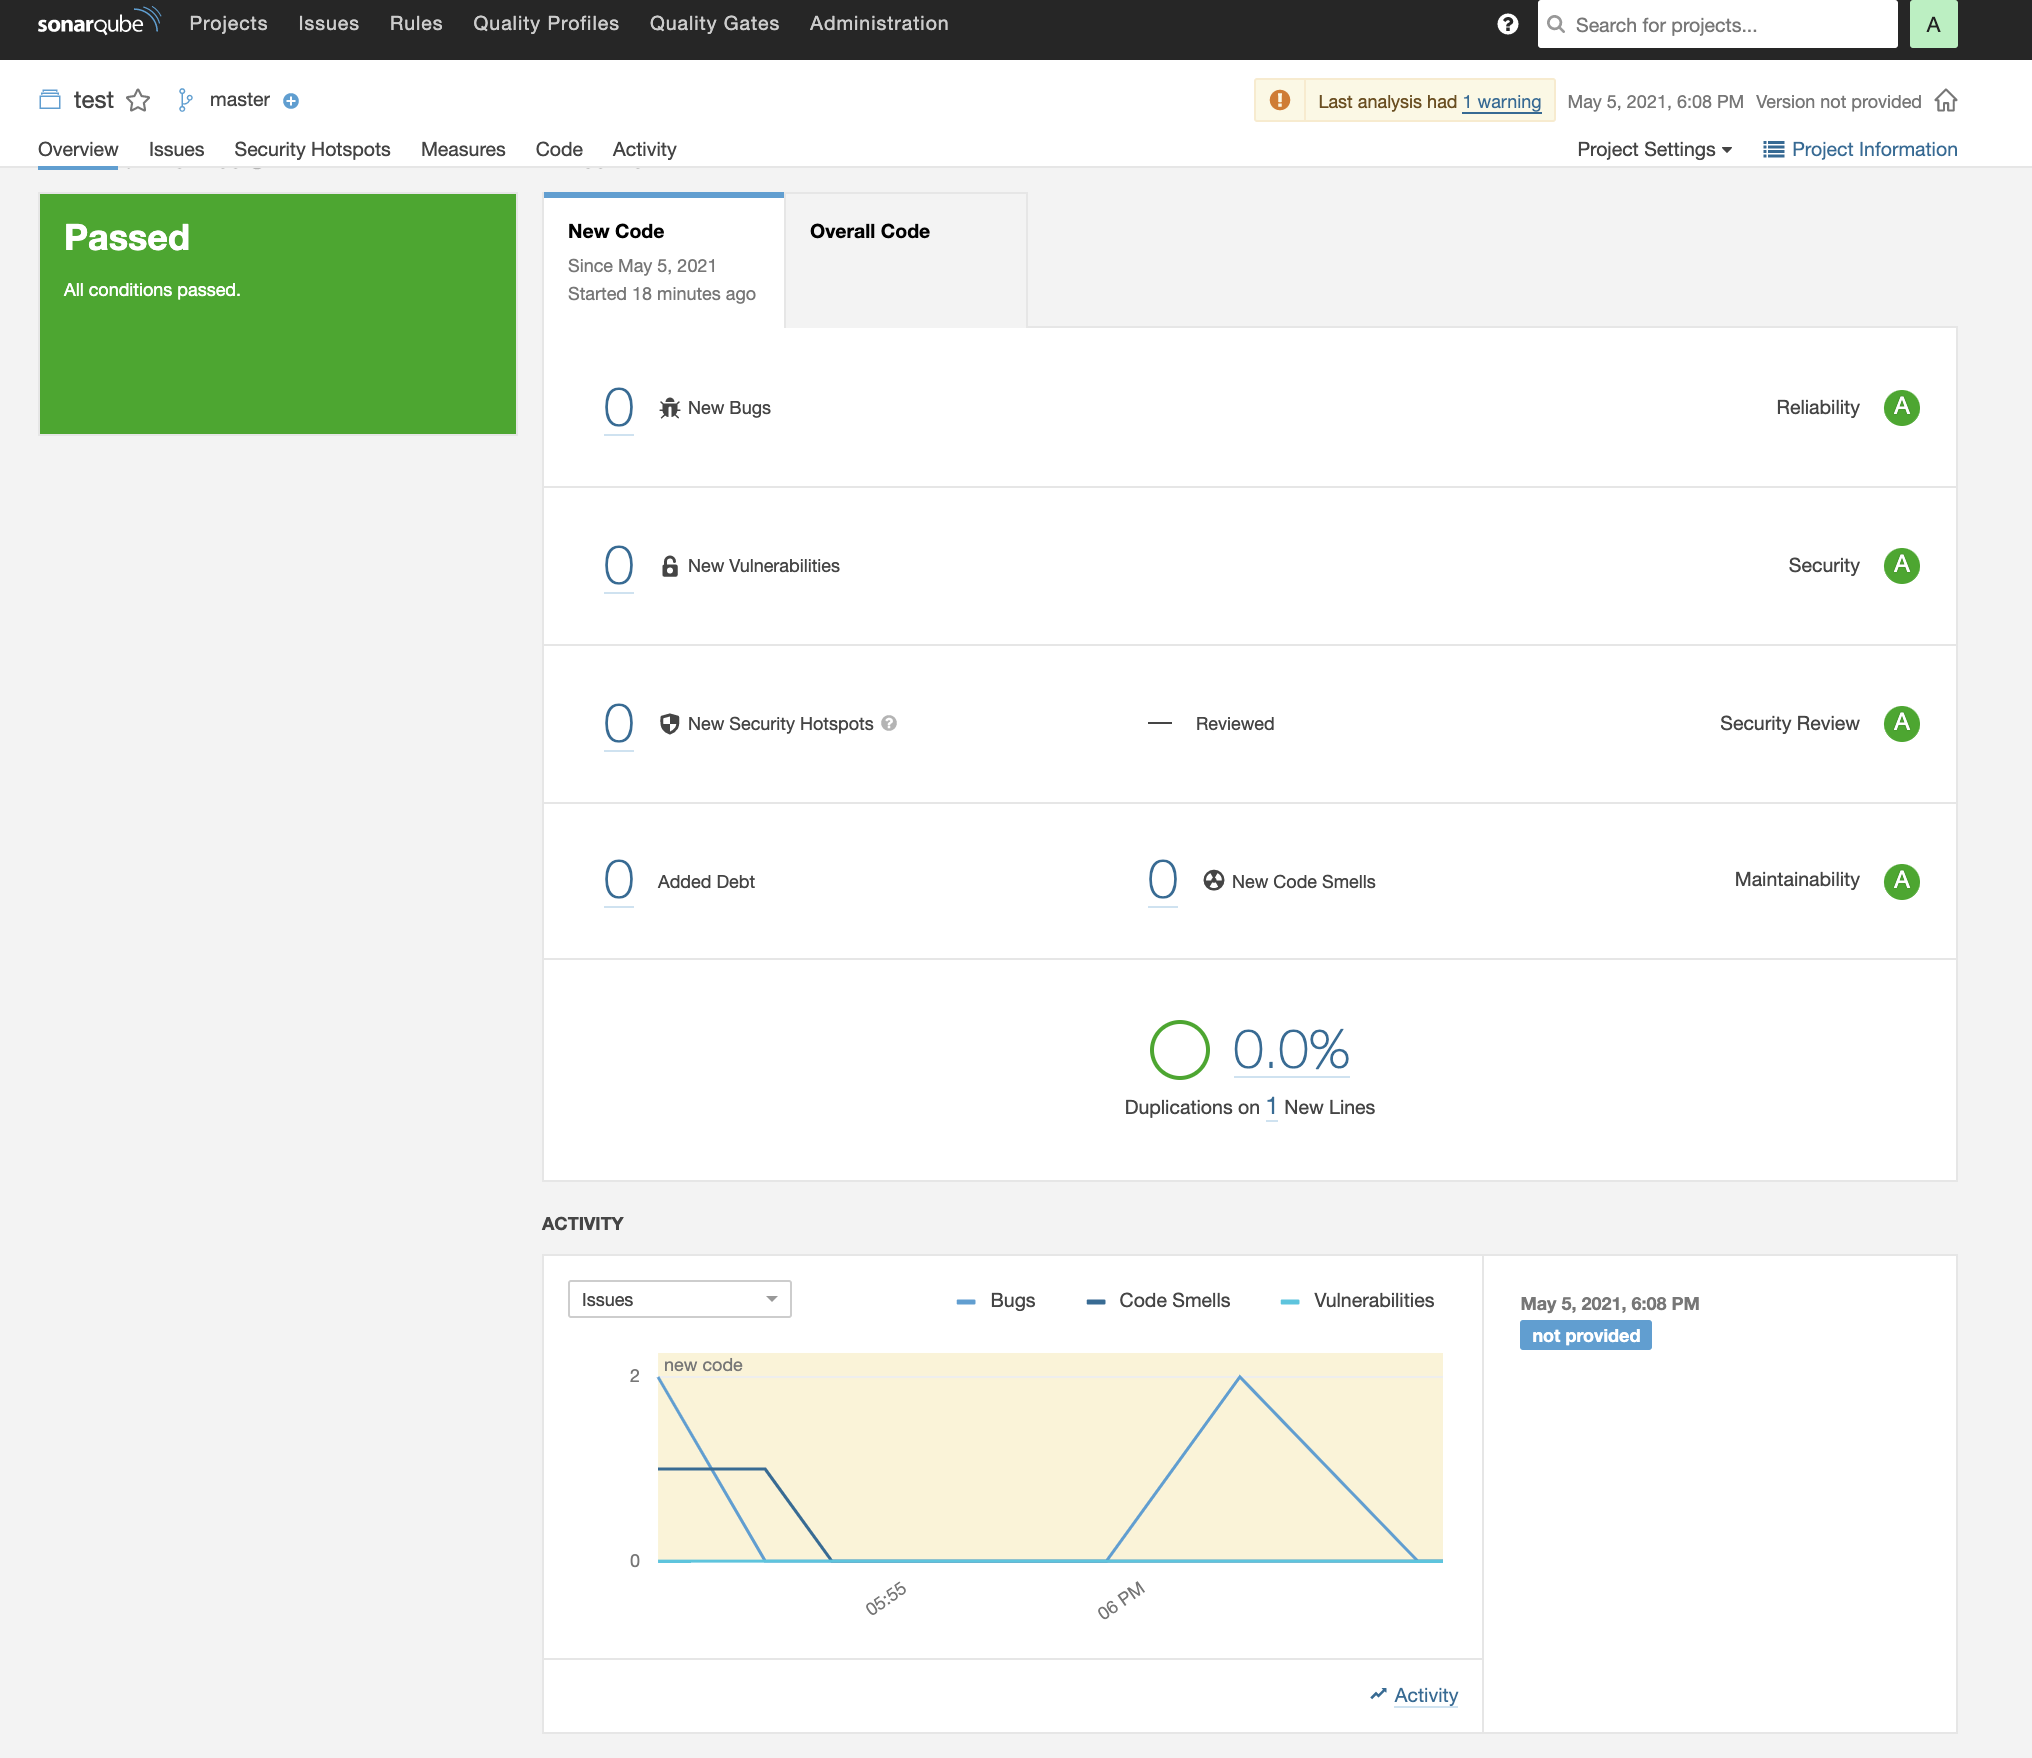 sonarqube Projects Issues Rules Quality Profiles Quality Gates Administration ? Search for projects... A
test master Last analysis had 1 warning May 5, 2021, 6:08 PM Version not provided
Overview Issues Security Hotspots Measures Code Activity Project Settings Project Information
Passed
All conditions passed.
New Code
Since May 5, 2021
Started 18 minutes ago
Overall Code
0 New Bugs Reliability A
0 New Vulnerabilities Security A
0 New Security Hotspots ? — Reviewed Security Review A
0 Added Debt 0 New Code Smells Maintainability A
0.0%
Duplications on 1 New Lines
ACTIVITY
Issues Bugs Code Smells Vulnerabilities
new code
2
0
05:55 06 PM
Activity
May 5, 2021, 6:08 PM
not provided